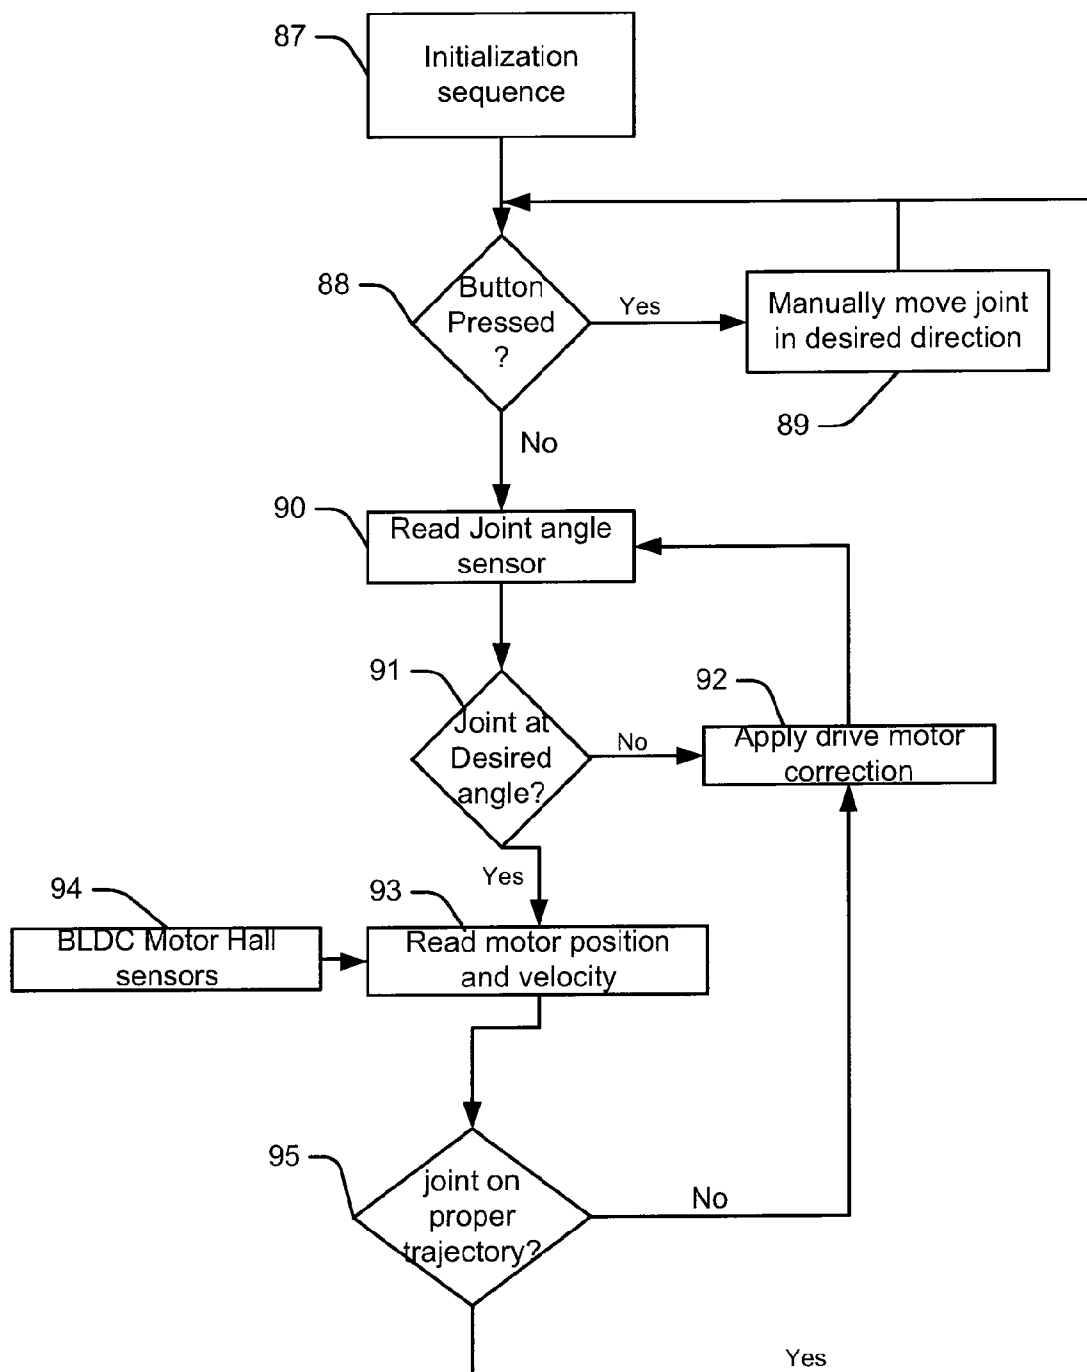 87
Initialization
sequence
88
Button
Pressed
?
Yes
Manually move joint
in desired direction
89
No
90
Read Joint angle
sensor
91
Joint at
Desired
angle?
No
92
Apply drive motor
correction
Yes
94
BLDC Motor Hall
sensors
93
Read motor position
and velocity
95
joint on
proper
trajectory?
No
Yes